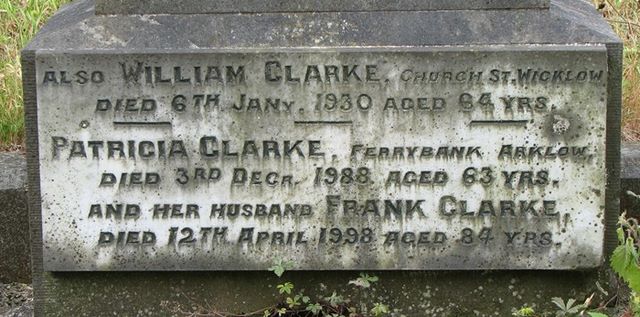 ALSO WILLIAM CLARKE, CHURCH ST. WICKLOW
DIED 6TH JANY. 1930 AGED 64 YRS.
PATRICIA CLARKE, FERRYBANK ARKLOW,
DIED 3RD DECR. 1988 AGED 63 YRS.
AND HER HUSBAND FRANK CLARKE,
DIED 12TH APRIL 1998 AGED 84 YRS.